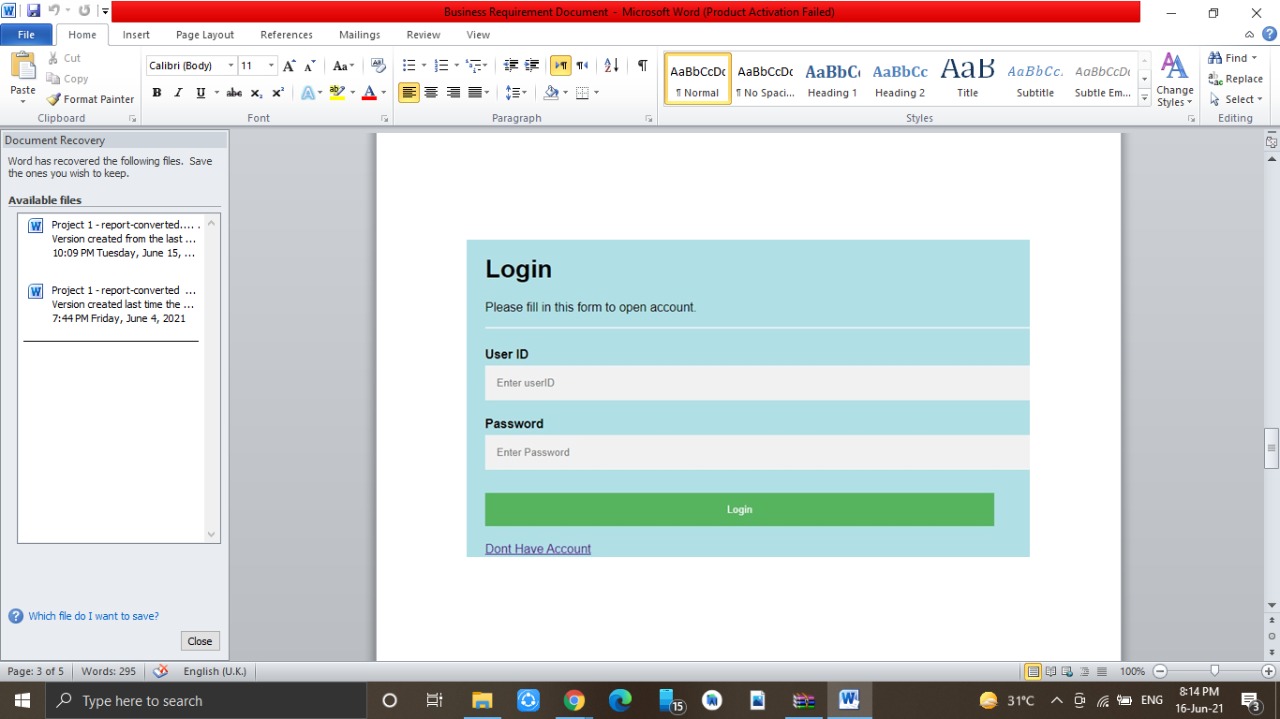 Business Requirement Document - Microsoft Word (Product Activation Failed)
File Home Insert Page Layout References Mailings Review View
Paste
Cut
Copy
Format Painter
Clipboard
Calibri (Body) 11
Font
Paragraph
AaBbCcDc AaBbCcDc AaBbC AaBbCc AaB AaBbCc. AaBbCcDc
¶ Normal ¶ No Spaci... Heading 1 Heading 2 Title Subtitle Subtle Em...
Change
Styles
Styles
Find
Replace
Select
Editing
Document Recovery
Word has recovered the following files. Save
the ones you wish to keep.
Available files
Project 1 - report-converted.... .
Version created from the last ...
10:09 PM Tuesday, June 15, ...
Project 1 - report-converted ...
Version created last time the ...
7:44 PM Friday, June 4, 2021
Which file do I want to save?
Close
Login
Please fill in this form to open account.
User ID
Enter userID
Password
Enter Password
Login
Dont Have Account
Page: 3 of 5 Words: 295 English (U.K.) 100%
Type here to search
15
31°C
ENG
8:14 PM
16-Jun-21
3